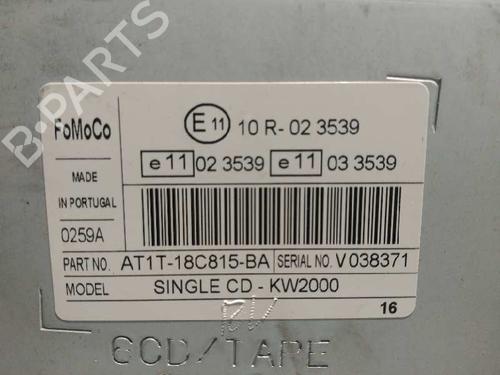 B-PARTS
FoMoCo
E 11 10 R- 02 3539
e 11 02 3539 e 11 03 3539
MADE
IN PORTUGAL
0259A
PART NO. AT1T-18C815-BA SERIAL NO. V 038371
MODEL SINGLE CD - KW2000
16
6CD/TAPE